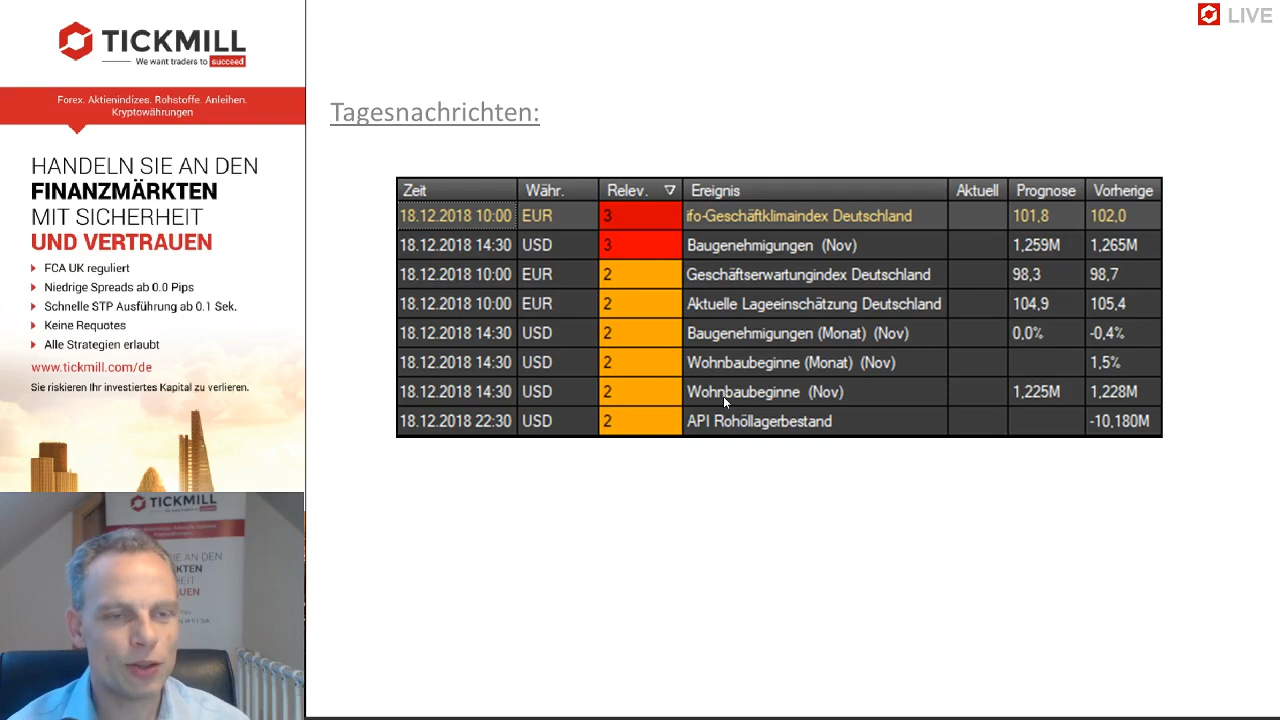 TICKMILL
We want traders to succeed
Forex. Aktienindizes. Rohstoffe. Anleihen.
Kryptowährungen
HANDELN SIE AN DEN
FINANZMÄRKTEN
MIT SICHERHEIT
UND VERTRAUEN
FCA UK reguliert
Niedrige Spreads ab 0.0 Pips
Schnelle STP Ausführung ab 0.1 Sek.
Keine Requotes
Alle Strategien erlaubt
www.tickmill.com/de
Sie riskieren Ihr investiertes Kapital zu verlieren.
LIVE
Tagesnachrichten:
Zeit Währ. Relev. Ereignis Aktuell Prognose Vorherige
18.12.2018 10:00 EUR 3 ifo-Geschäftklimaindex Deutschland 101,8 102,0
18.12.2018 14:30 USD 3 Baugenehmigungen (Nov) 1,259M 1,265M
18.12.2018 10:00 EUR 2 Geschäftserwartungindex Deutschland 98,3 98,7
18.12.2018 10:00 EUR 2 Aktuelle Lageeinschätzung Deutschland 104,9 105,4
18.12.2018 14:30 USD 2 Baugenehmigungen (Monat) (Nov) 0,0% -0,4%
18.12.2018 14:30 USD 2 Wohnbaubeginne (Monat) (Nov) 1,5%
18.12.2018 14:30 USD 2 Wohnbaubeginne (Nov) 1,225M 1,228M
18.12.2018 22:30 USD 2 API Rohöllagerbestand -10,180M
TICKMILL